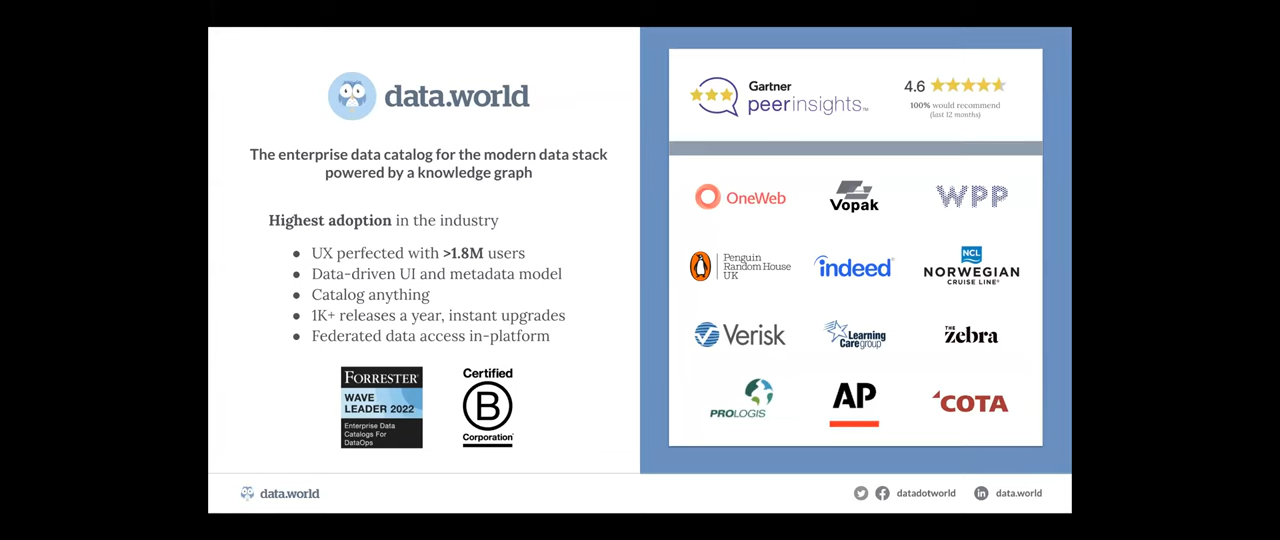 data.world
The enterprise data catalog for the modern data stack
powered by a knowledge graph
Highest adoption in the industry
● UX perfected with >1.8M users
● Data-driven UI and metadata model
● Catalog anything
● 1K+ releases a year, instant upgrades
● Federated data access in-platform
FORRESTER®
WAVE
LEADER 2022
Enterprise Data
Catalogs For
DataOps
Certified
B
Corporation
Gartner
peerinsights™
4.6
100% would recommend
(last 12 months)
OneWeb
Vopak
WPP
Penguin
Random House
UK
indeed
NCL
NORWEGIAN
CRUISE LINE®
Verisk
Learning
Caregroup
THE
Zebra
PROLOGIS
AP
COTA
data.world
datadotworld
in data.world